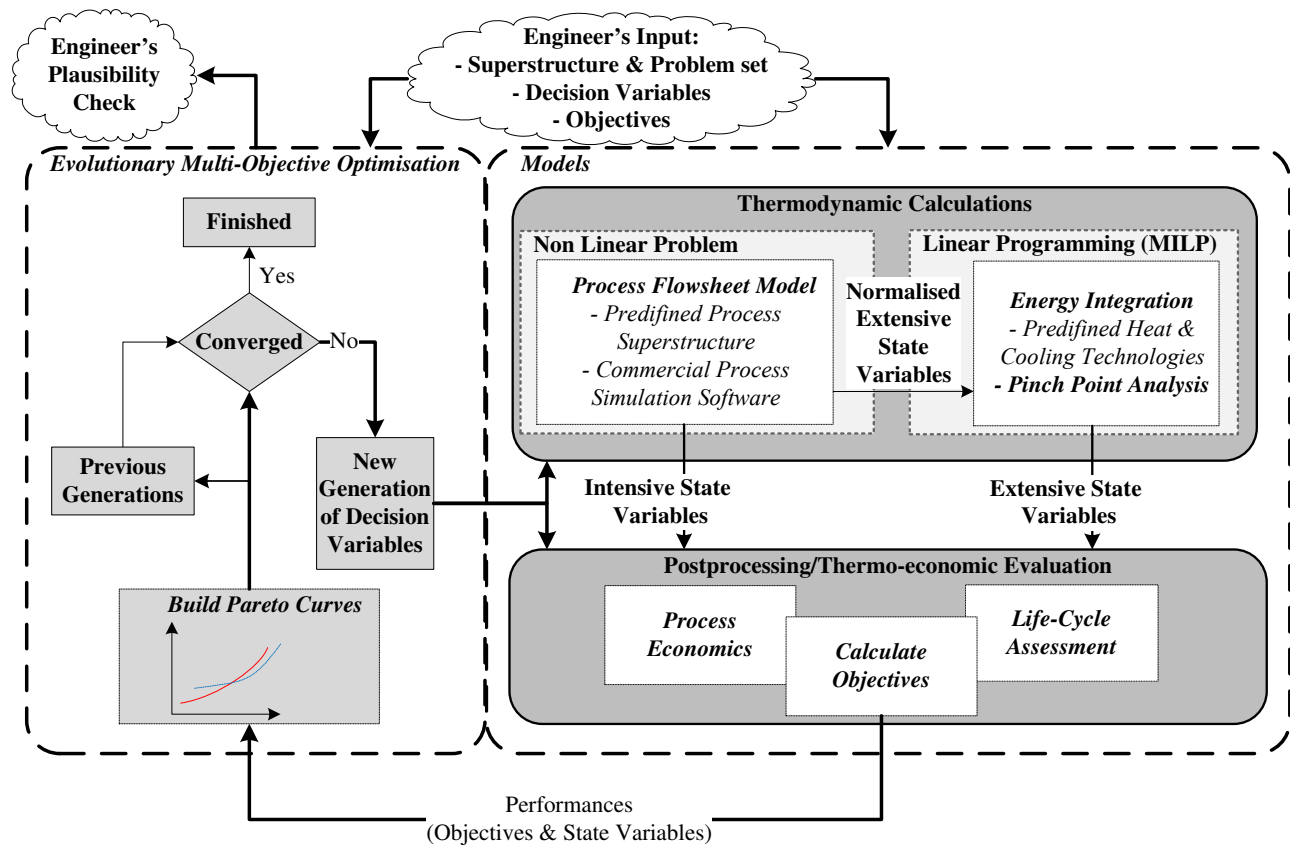 Engineer's
Plausibility
Check
Engineer's Input:
- Superstructure & Problem set
- Decision Variables
- Objectives
Evolutionary Multi-Objective Optimisation
Finished
Yes
Converged
No
Previous
Generations
New
Generation
of Decision
Variables
Build Pareto Curves
Models
Thermodynamic Calculations
Non Linear Problem
Process Flowsheet Model
- Predifined Process
Superstructure
- Commercial Process
Simulation Software
Normalised
Extensive
State
Variables
Linear Programming (MILP)
Energy Integration
- Predifined Heat &
Cooling Technologies
- Pinch Point Analysis
Intensive State
Variables
Extensive State
Variables
Postprocessing/Thermo-economic Evaluation
Process
Economics
Calculate
Objectives
Life-Cycle
Assessment
Performances
(Objectives & State Variables)